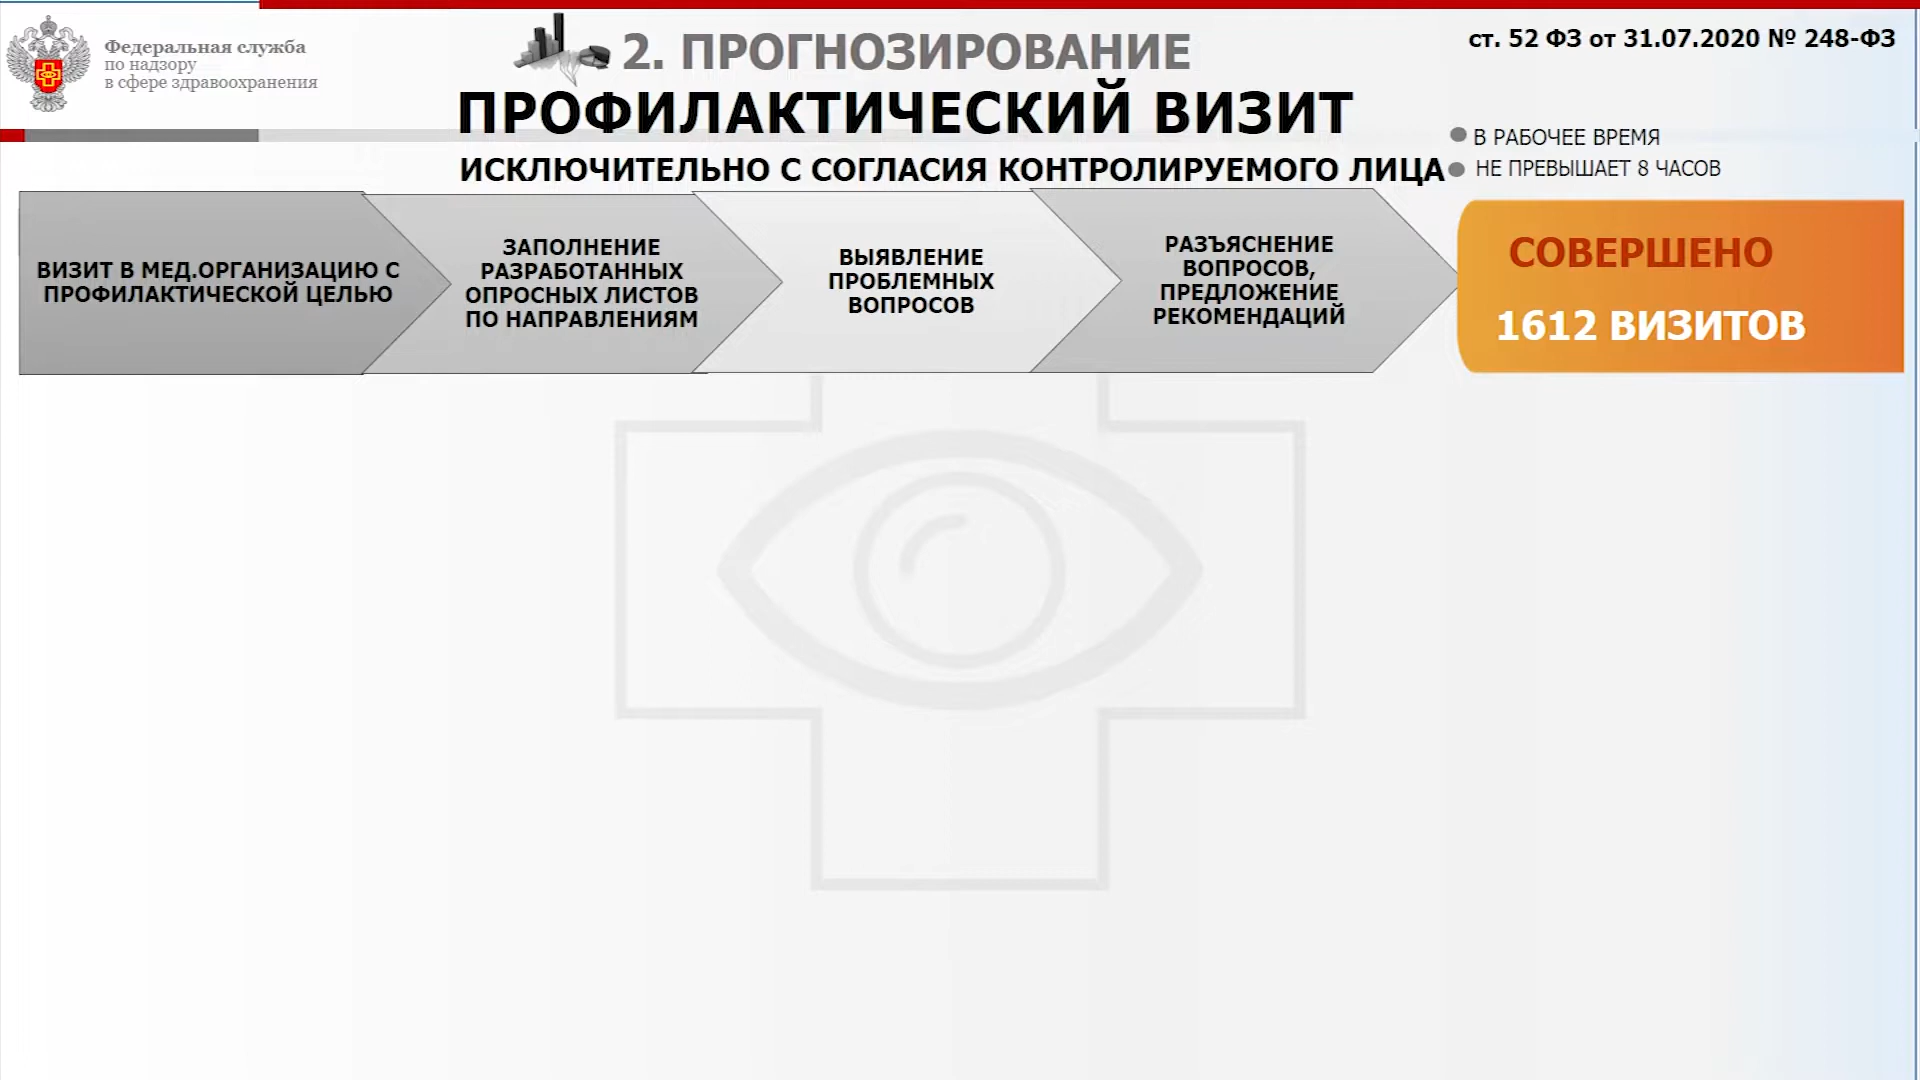 Федеральная служба
по надзору
в сфере здравоохранения
2. ПРОГНОЗИРОВАНИЕ
ст. 52 ФЗ от 31.07.2020 № 248-ФЗ
ПРОФИЛАКТИЧЕСКИЙ ВИЗИТ
ИСКЛЮЧИТЕЛЬНО С СОГЛАСИЯ КОНТРОЛИРУЕМОГО ЛИЦА
В РАБОЧЕЕ ВРЕМЯ
НЕ ПРЕВЫШАЕТ 8 ЧАСОВ
ВИЗИТ В МЕД.ОРГАНИЗАЦИЮ С
ПРОФИЛАКТИЧЕСКОЙ ЦЕЛЬЮ
ЗАПОЛНЕНИЕ
РАЗРАБОТАННЫХ
ОПРОСНЫХ ЛИСТОВ
ПО НАПРАВЛЕНИЯМ
ВЫЯВЛЕНИЕ
ПРОБЛЕМНЫХ
ВОПРОСОВ
РАЗЪЯСНЕНИЕ
ВОПРОСОВ,
ПРЕДЛОЖЕНИЕ
РЕКОМЕНДАЦИЙ
СОВЕРШЕНО
1612 ВИЗИТОВ